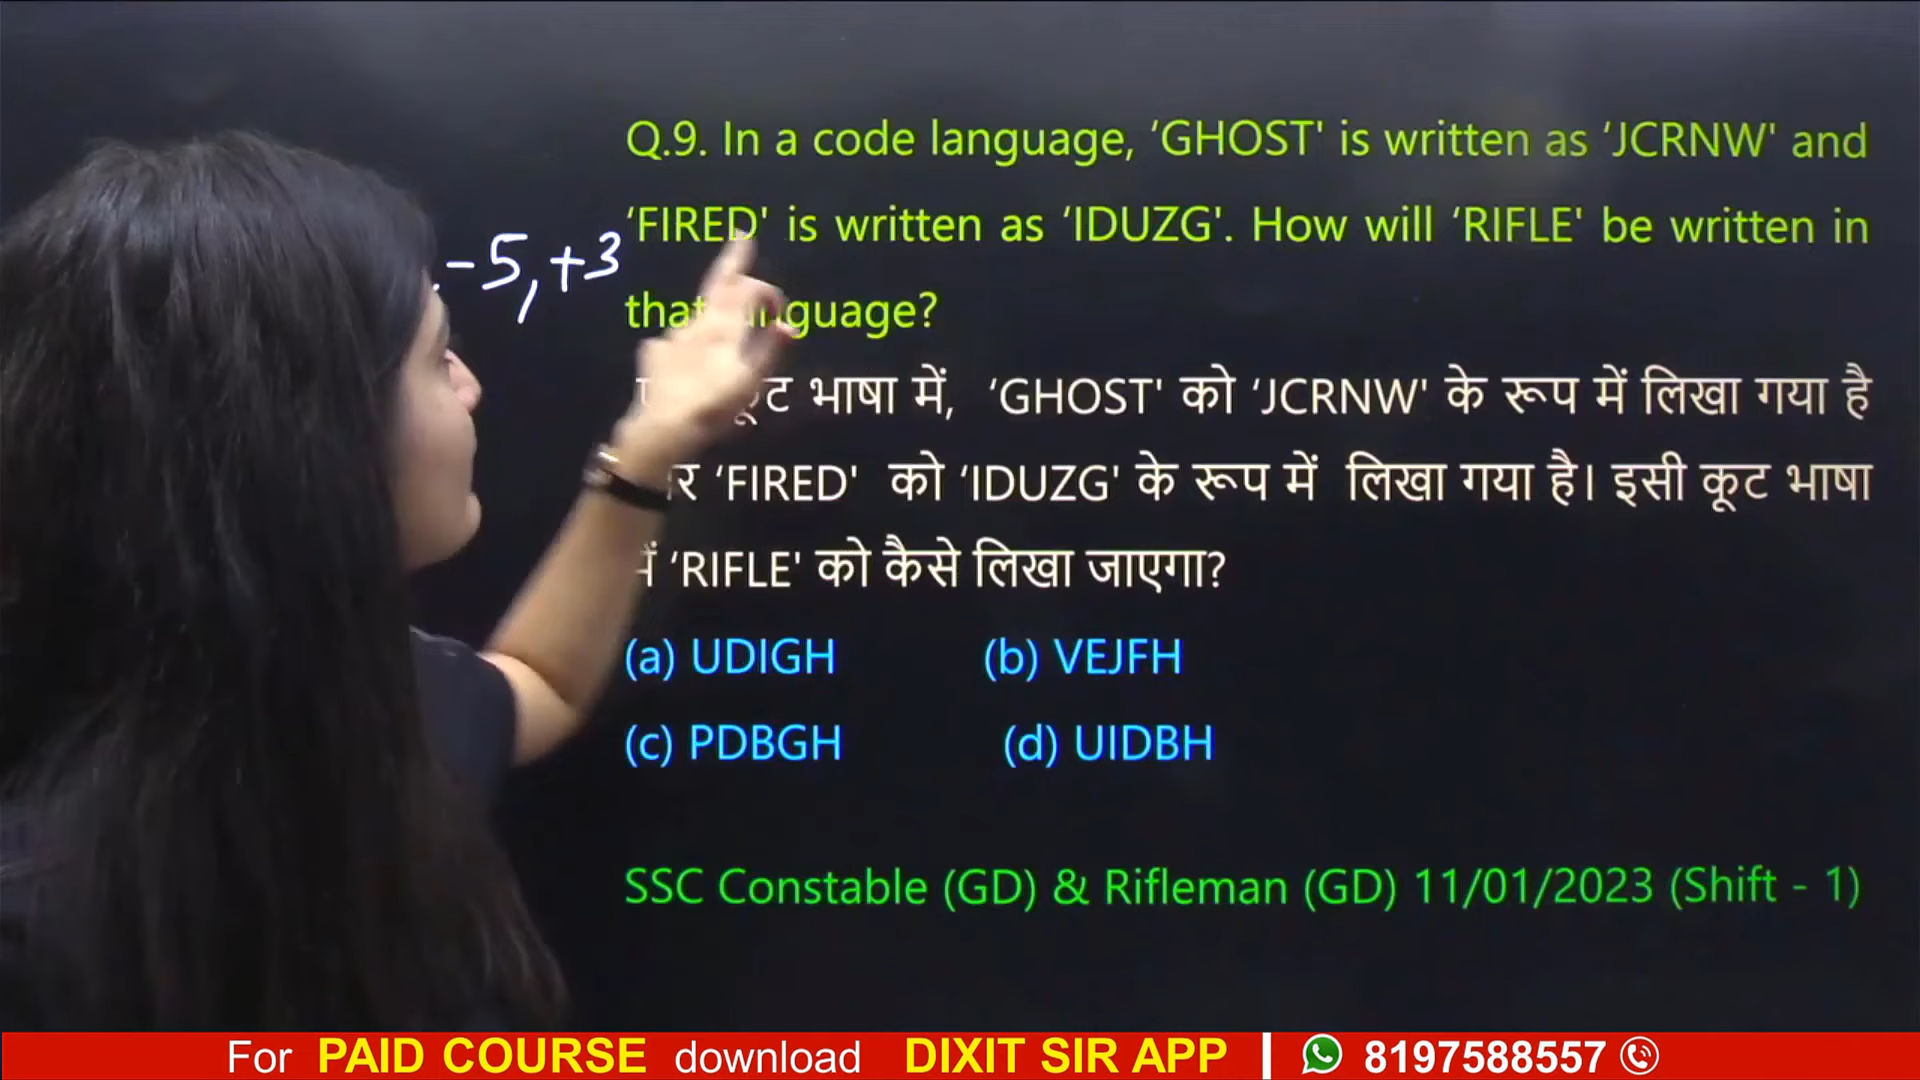 Q.9. In a code language, ‘GHOST' is written as ‘JCRNW' and
-5,+3
‘FIRED' is written as ‘IDUZG'. How will ‘RIFLE' be written in
language?
भाषा में, ‘GHOST' को ‘JCRNW' के रूप में लिखा गया है
‘FIRED' को ‘IDUZG' के रूप में लिखा गया है। इसी कूट भाषा
‘RIFLE' को कैसे लिखा जाएगा?
(a) UDIGH (b) VEJFH
(c) PDBGH (d) UIDBH
SSC Constable (GD) & Rifleman (GD) 11/01/2023 (Shift - 1)
For PAID COURSE download DIXIT SIR APP | 8197588557